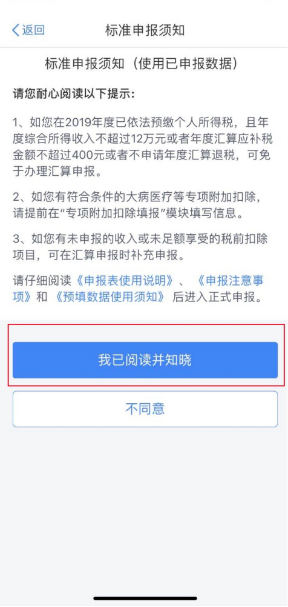 返回 标准申报须知
标准申报须知（使用已申报数据）
请您耐心阅读以下提示：
1、如您在2019年度已依法预缴个人所得税，且年
度综合所得收入不超过12万元或者年度汇算应补税
金额不超过400元或者不申请年度汇算退税，可免
于办理汇算申报。
2、如您有符合条件的大病医疗等专项附加扣除，
请提前在“专项附加扣除填报”模块填写信息。
3、如您有未申报的收入或未足额享受的税前扣除
项目，可在汇算申报时补充申报。
请仔细阅读《申报表使用说明》、《申报注意事
项》和《预填数据使用须知》后进入正式申报。
我已阅读并知晓
不同意